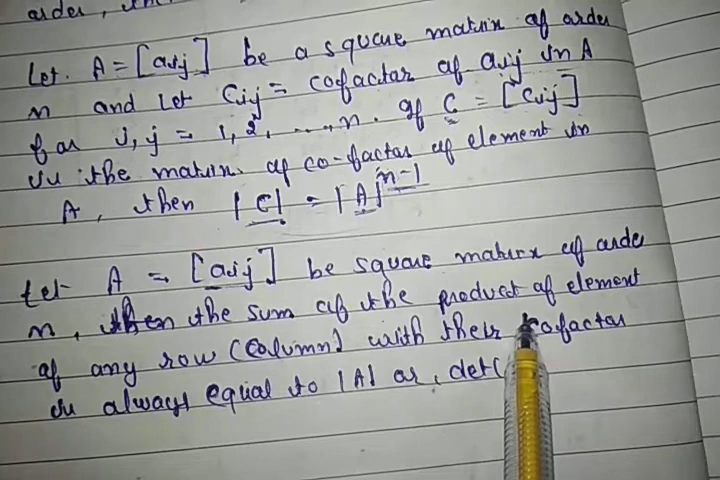 order, then
Let. A = [aij] be a square matrix of order
n and let Cij = cofactor of aij in A
for i, j = 1, 2, ..., n. If C = [Cij]
is the matrix of co-factor of element in
A, then |C| = |A|^n-1
Let A = [aij] be square matrix of order
n, then the sum of the product of element
of any row (column) with their cofactor
is always equal to |A| or, det(